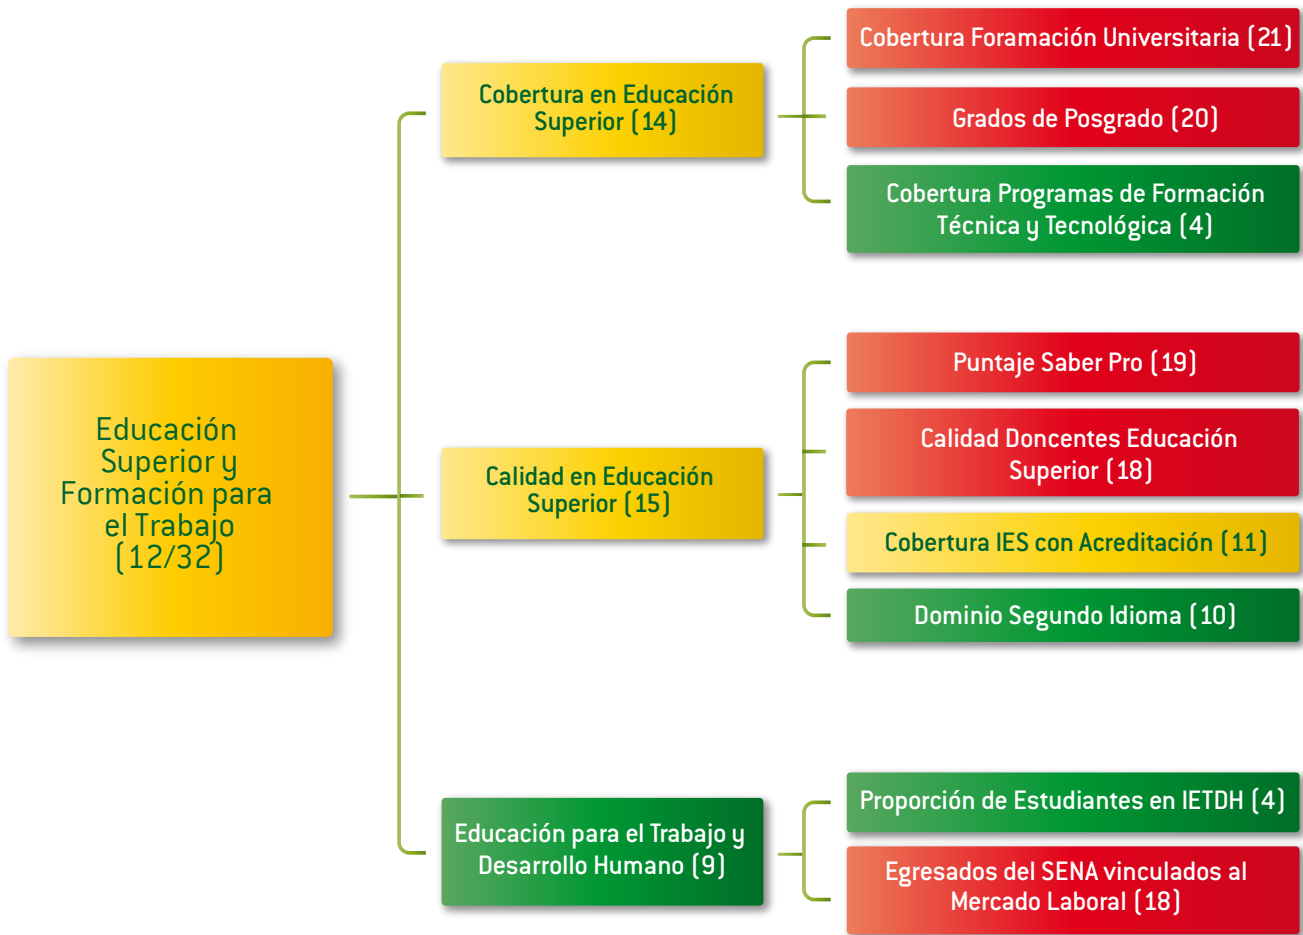 Educación
Superior y
Formación para
el Trabajo
(12/32)
Cobertura en Educación
Superior (14)
Cobertura Foramación Universitaria (21)
Grados de Posgrado (20)
Cobertura Programas de Formación
Técnica y Tecnológica (4)
Calidad en Educación
Superior (15)
Puntaje Saber Pro (19)
Calidad Doncentes Educación
Superior (18)
Cobertura IES con Acreditación (11)
Dominio Segundo Idioma (10)
Educación para el Trabajo y
Desarrollo Humano (9)
Proporción de Estudiantes en IETDH (4)
Egresados del SENA vinculados al
Mercado Laboral (18)